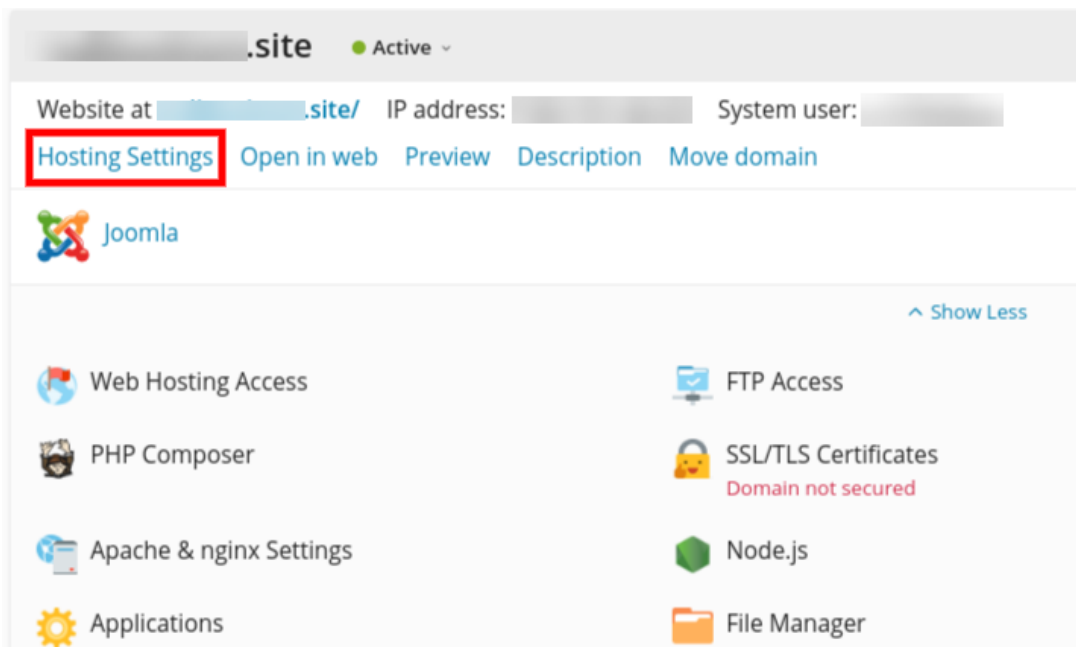 .site Active
Website at .site/ IP address: System user:
Hosting Settings Open in web Preview Description Move domain
Joomla
Show Less
Web Hosting Access FTP Access
PHP Composer SSL/TLS Certificates
Domain not secured
Apache & nginx Settings Node.js
Applications File Manager